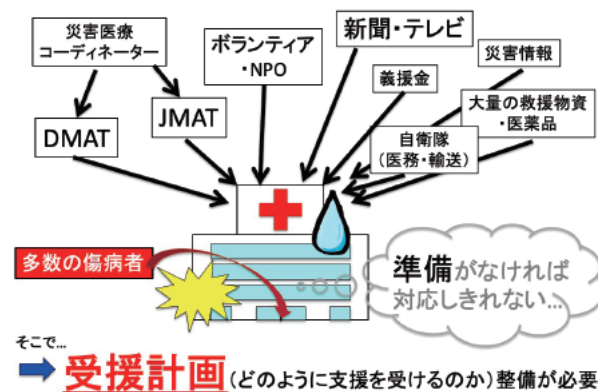 災害医療
コーディネーター
ボランティア
・NPO
新聞・テレビ
災害情報
義援金
大量の救援物資
・医薬品
DMAT
JMAT
自衛隊
(医務・輸送)
多数の傷病者
準備がなければ
対応しきれない…
そこで…
受援計画(どのように支援を受けるのか)整備が必要